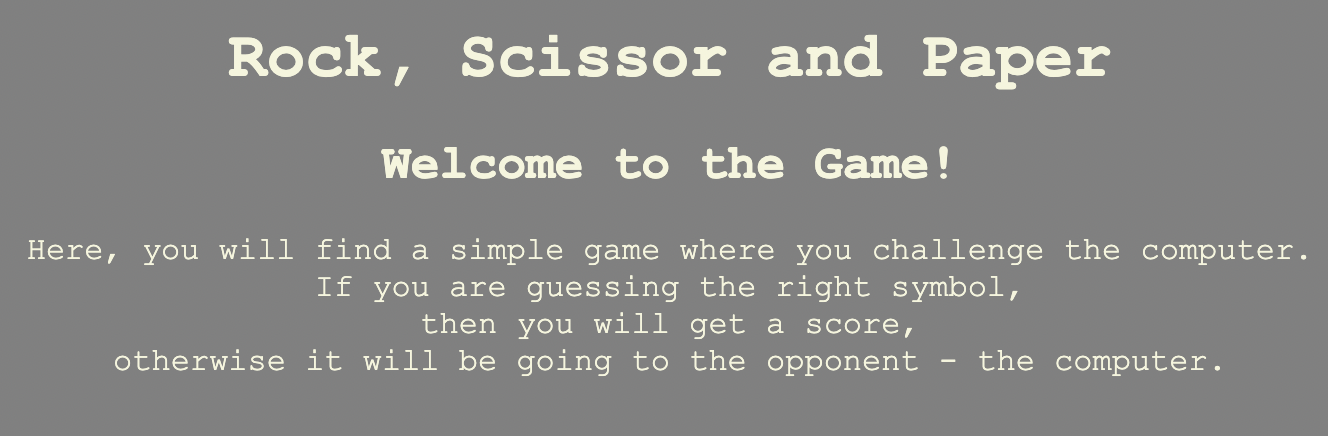 Rock, Scissor and Paper
Welcome to the Game!
Here, you will find a simple game where you challenge the computer.
If you are guessing the right symbol,
then you will get a score,
otherwise it will be going to the opponent - the computer.